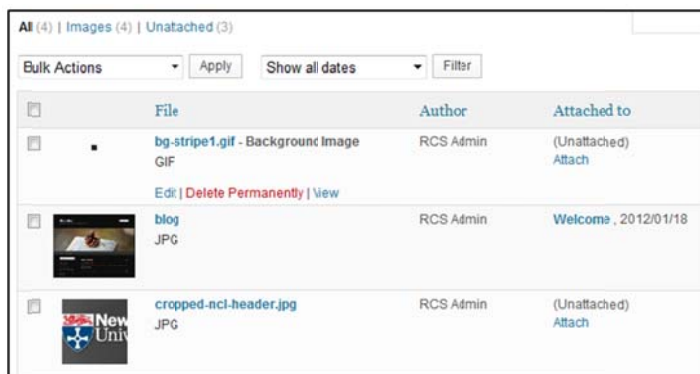 All (4) | Images (4) | Unattached (3)
Bulk Actions Apply Show all dates Filter
File Author Attached to
bg-stripe1.gif - Background Image RCS Admin (Unattached)
GIF Attach
Edit | Delete Permanently | View
blog RCS Admin Welcome , 2012/01/18
JPG
cropped-ncl-header.jpg RCS Admin (Unattached)
JPG Attach
New
Univ